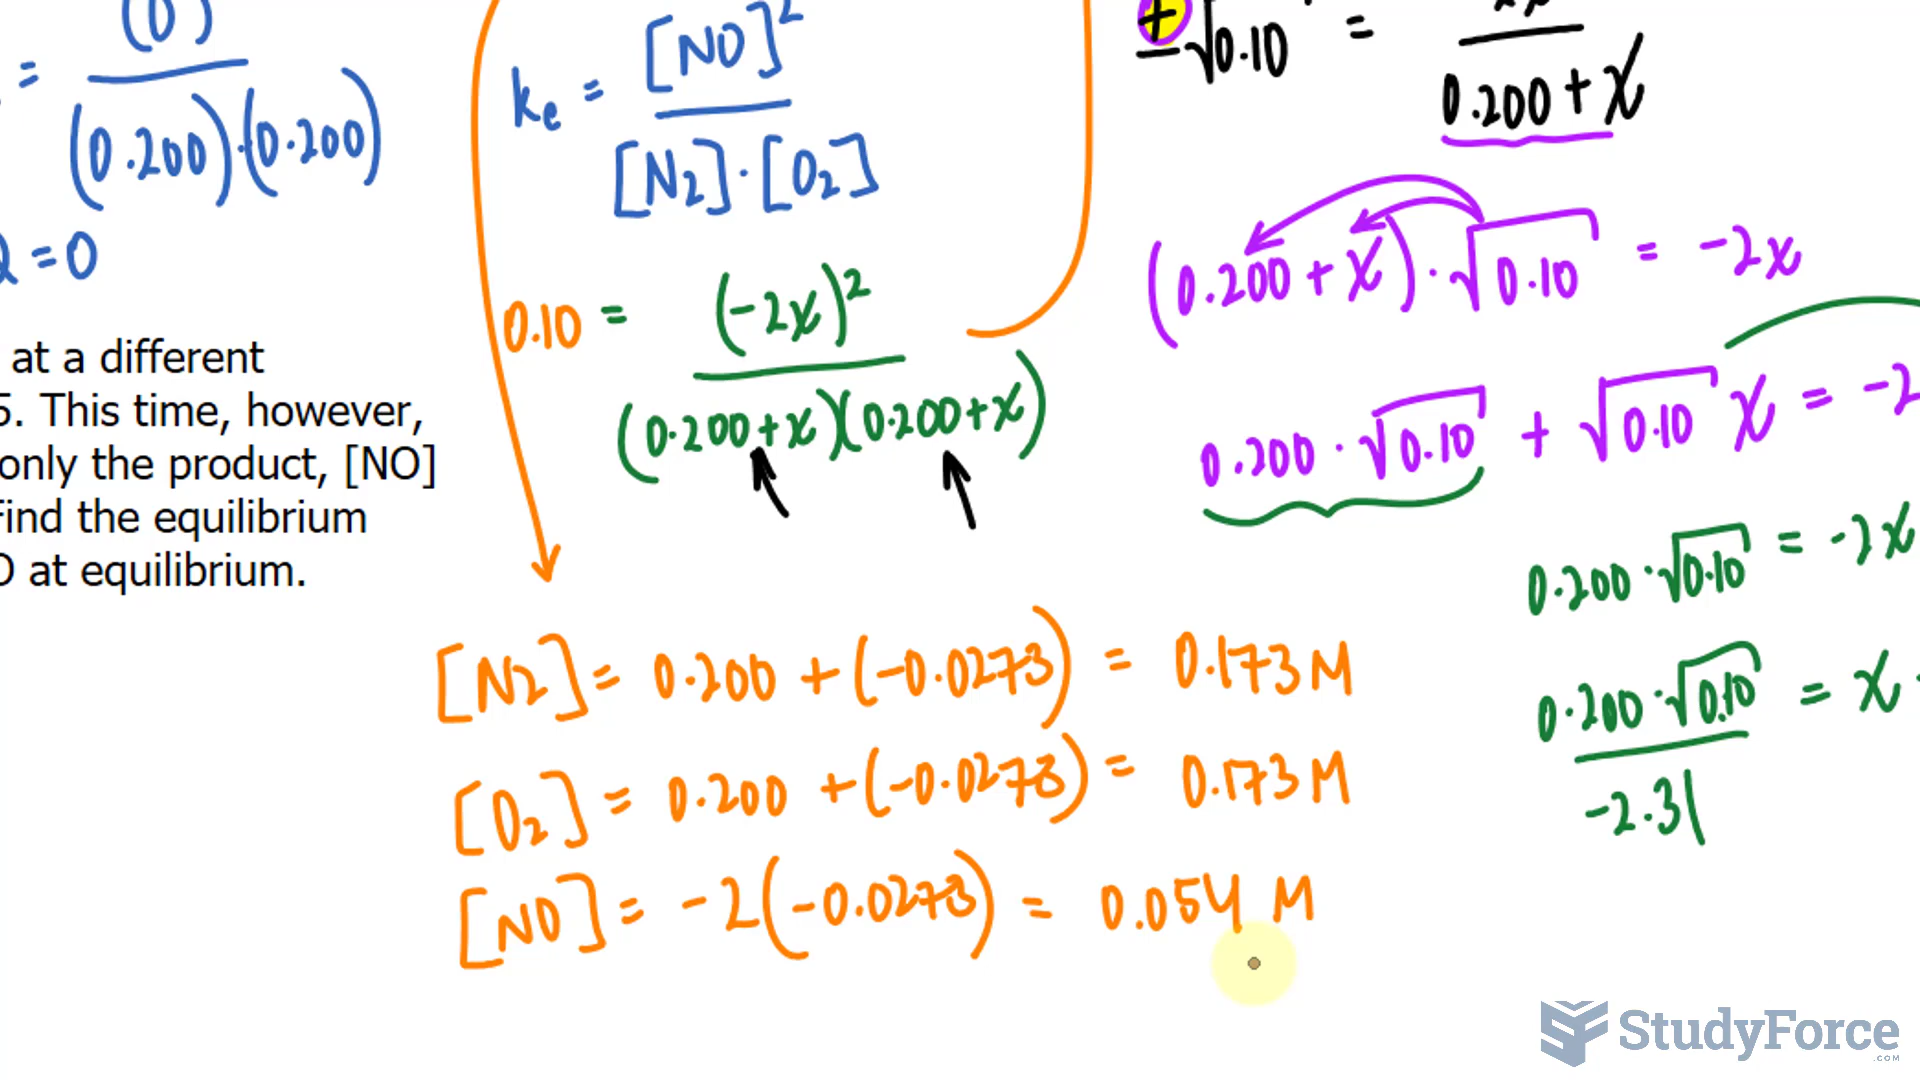 = (0) / (0.200)·(0.200)
Q = 0
at a different
5. This time, however,
only the product, [NO]
Find the equilibrium
O at equilibrium.
ke = [NO]² / [N2]·[O2]
0.10 = (-2x)² / (0.200+x)(0.200+x)
[N2] = 0.200 + (-0.0273) = 0.173 M
[O2] = 0.200 + (-0.0273) = 0.173 M
[NO] = -2(-0.0273) = 0.054 M
±√0.10 = / 0.200 + x
(0.200 + x)·√0.10 = -2x
0.200·√0.10 + √0.10 x = -2
0.200·√0.10 = -2x
0.200·√0.10 / -2.31 = x
StudyForce
.COM